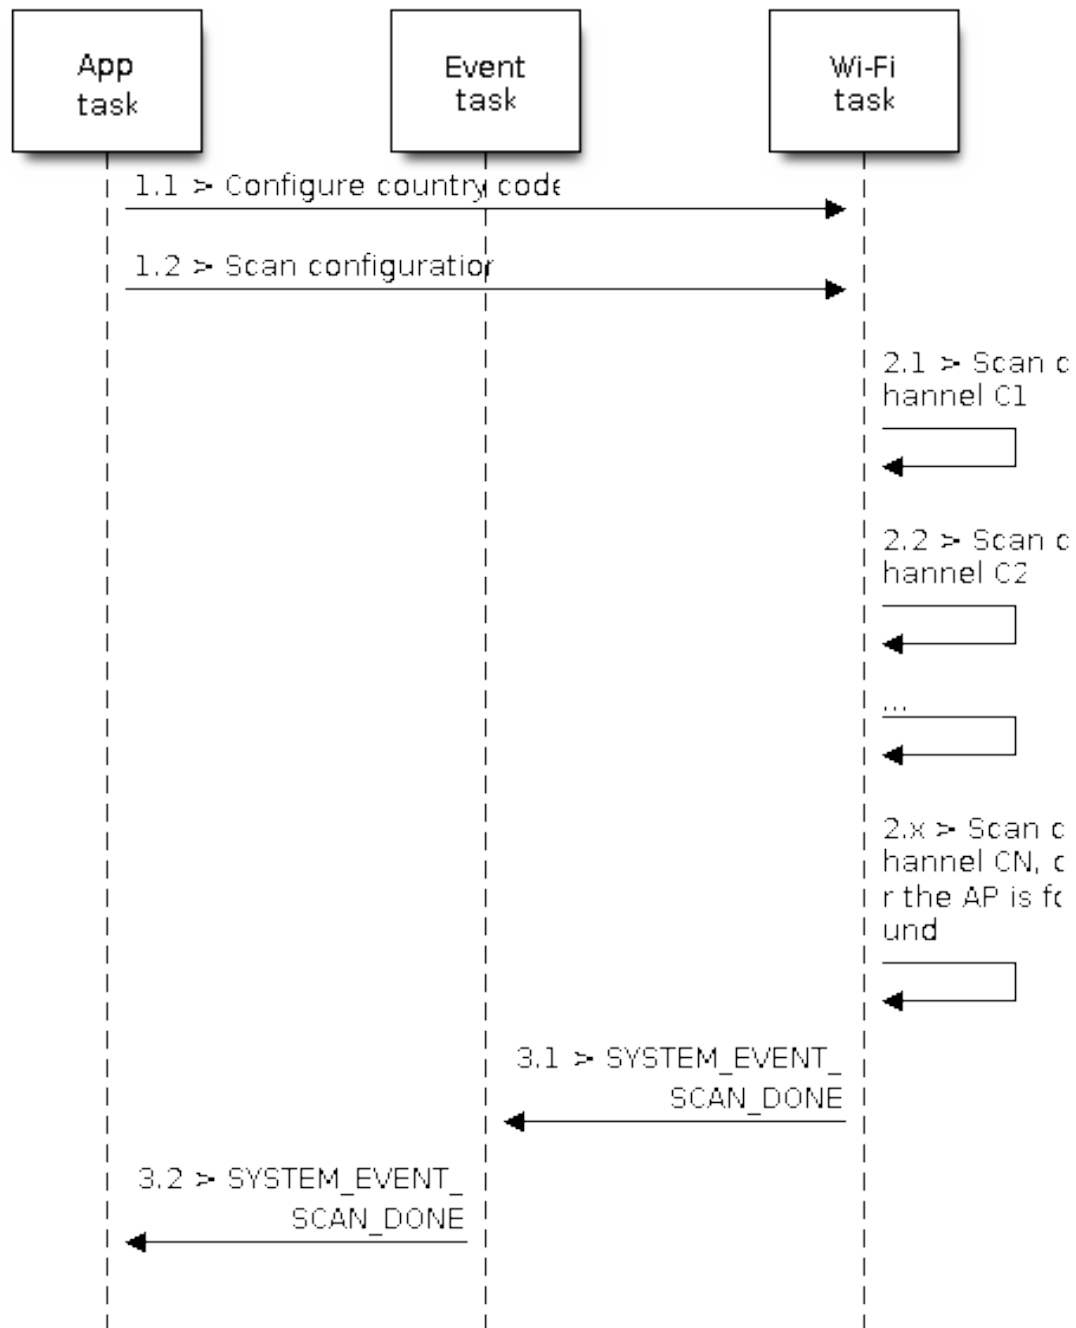 App
task
Event
task
Wi-Fi
task
1.1 > Configure country code
1.2 > Scan configuration
2.1 > Scan c
hannel C1
2.2 > Scan c
hannel C2
...
2.x > Scan c
hannel CN, o
r the AP is fo
und
3.1 > SYSTEM_EVENT_
SCAN_DONE
3.2 > SYSTEM_EVENT_
SCAN_DONE